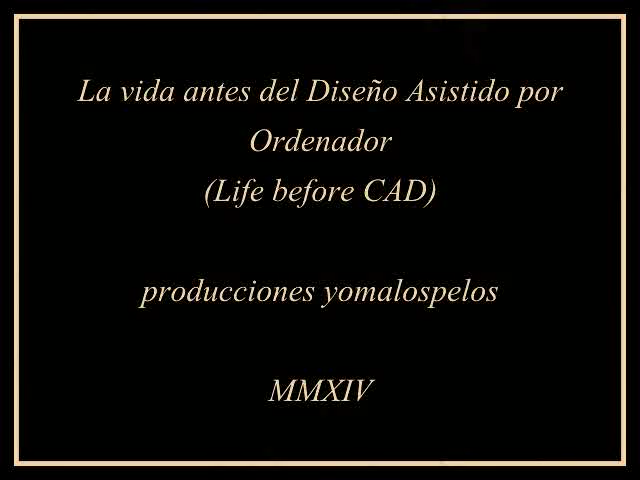 La vida antes del Diseño Asistido por
Ordenador
(Life before CAD)
producciones yomalospelos
MMXIV